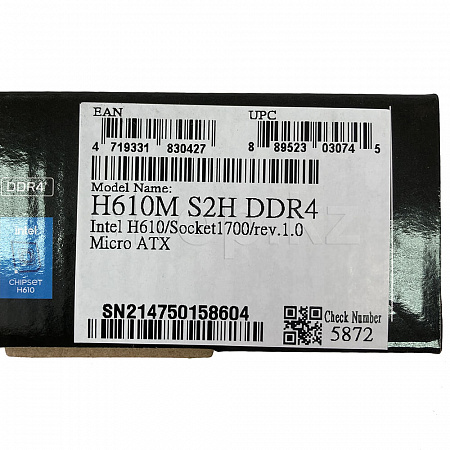 EAN
UPC
4 719331 830427
8 89523 03074 5
DDR4
Model Name:
H610M S2H DDR4
Intel H610/Socket1700/rev.1.0
Micro ATX
intel
CHIPSET
H610
SN214750158604
Check Number
5872